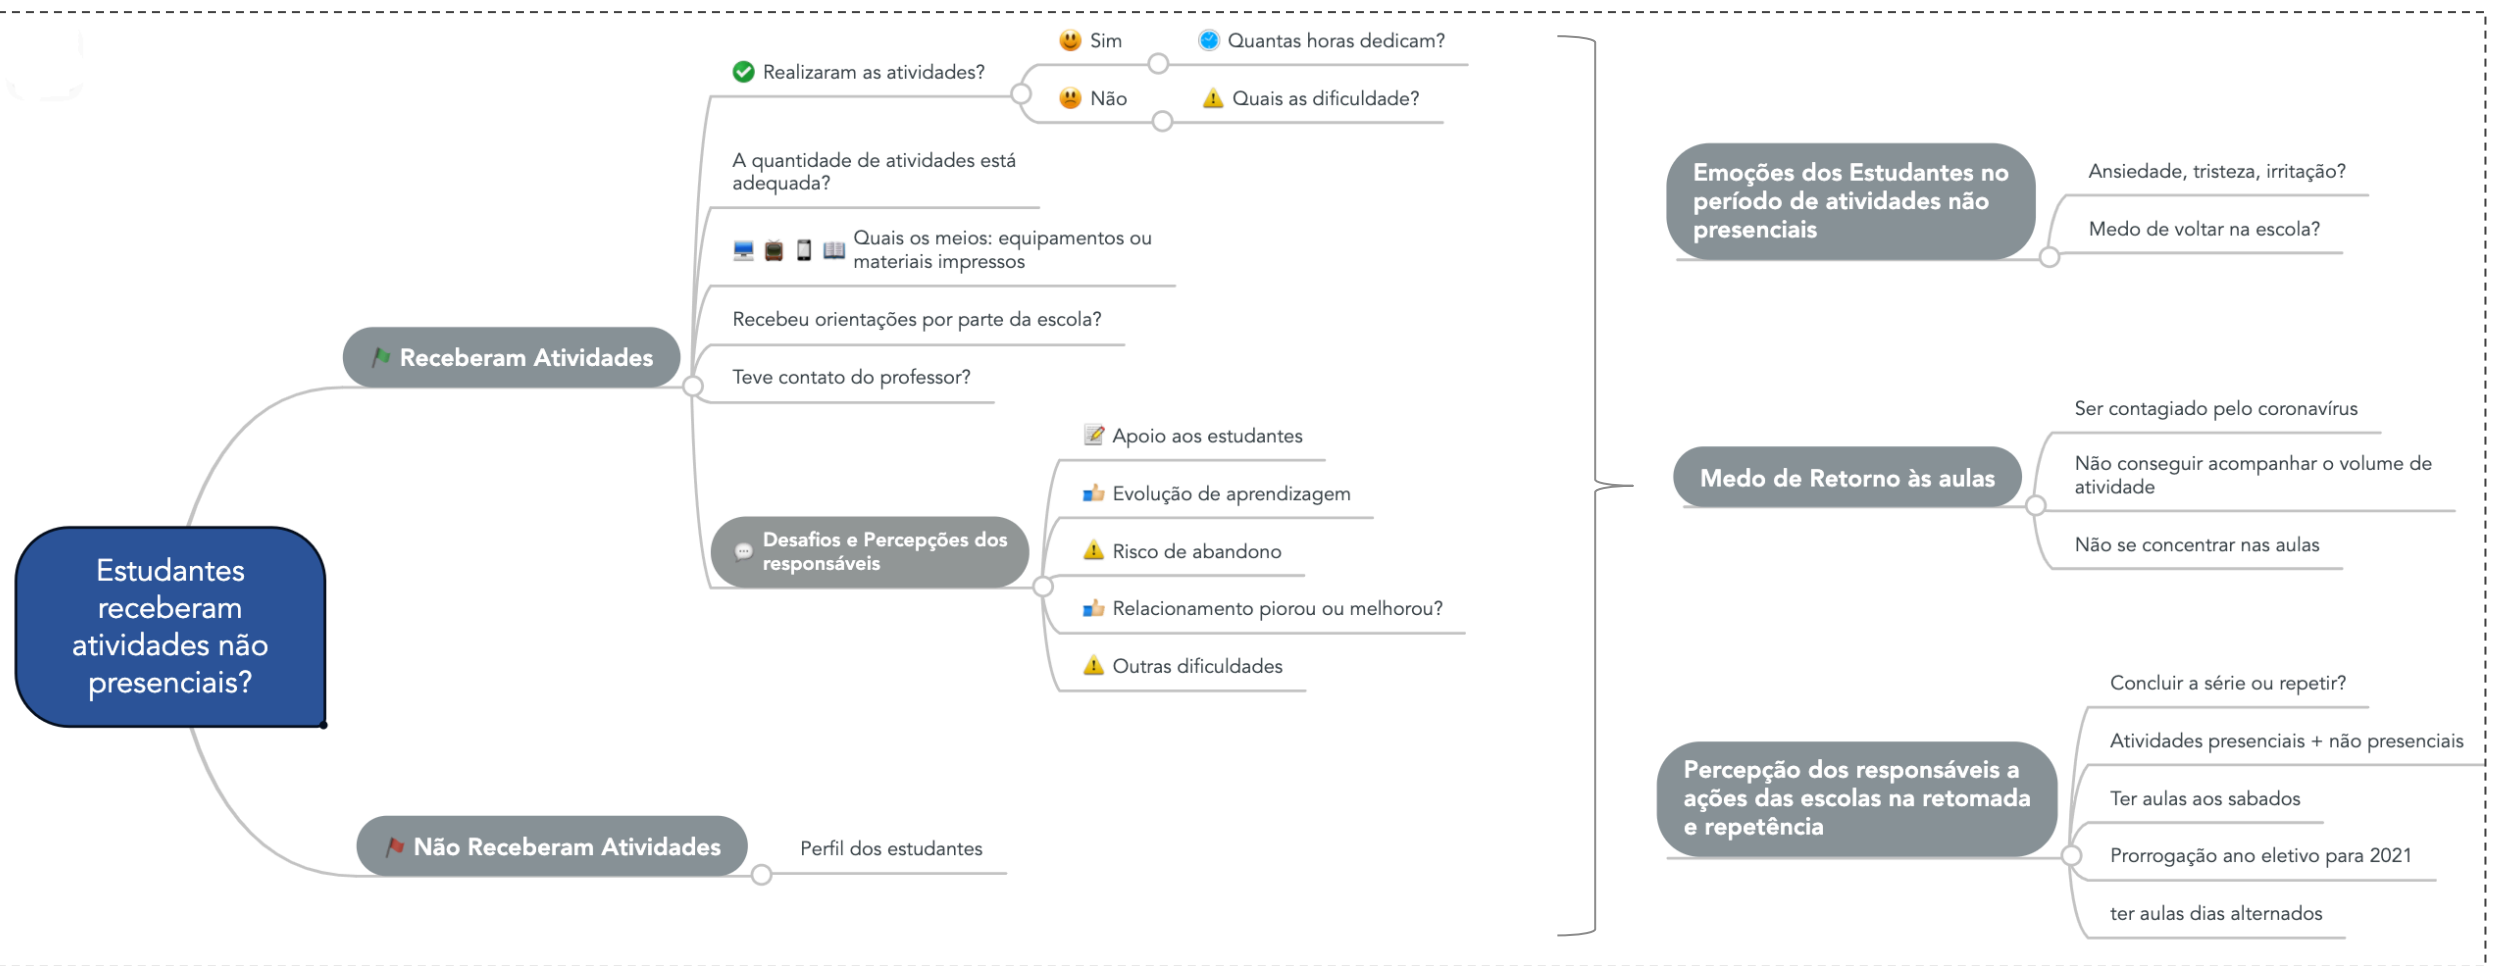 Estudantes
receberam
atividades não
presenciais?
Receberam Atividades
Realizaram as atividades?
Sim
Quantas horas dedicam?
Não
Quais as dificuldade?
A quantidade de atividades está
adequada?
Quais os meios: equipamentos ou
materiais impressos
Recebeu orientações por parte da escola?
Teve contato do professor?
Desafios e Percepções dos
responsáveis
Apoio aos estudantes
Evolução de aprendizagem
Risco de abandono
Relacionamento piorou ou melhorou?
Outras dificuldades
Não Receberam Atividades
Perfil dos estudantes
Emoções dos Estudantes no
período de atividades não
presenciais
Ansiedade, tristeza, irritação?
Medo de voltar na escola?
Medo de Retorno às aulas
Ser contagiado pelo coronavírus
Não conseguir acompanhar o volume de
atividade
Não se concentrar nas aulas
Percepção dos responsáveis a
ações das escolas na retomada
e repetência
Concluir a série ou repetir?
Atividades presenciais + não presenciais
Ter aulas aos sabados
Prorrogação ano eletivo para 2021
ter aulas dias alternados